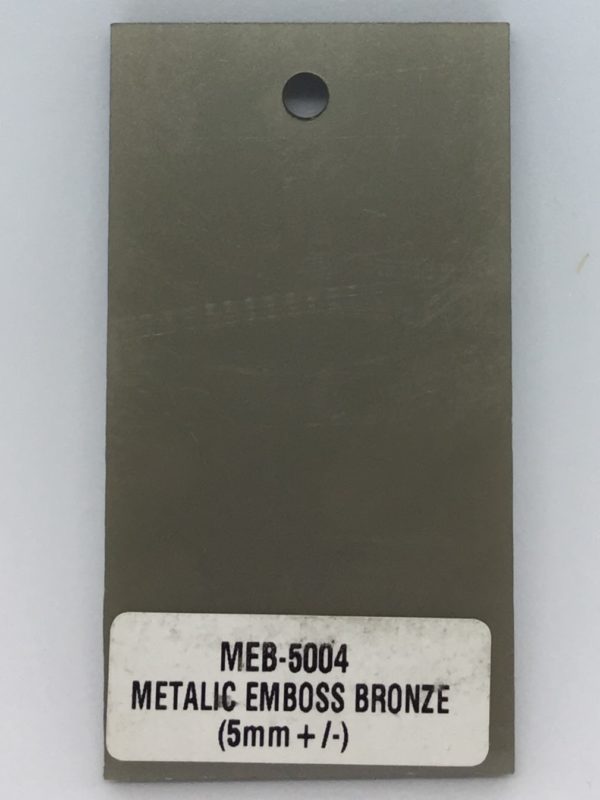 MEB-5004
METALIC EMBOSS BRONZE
(5mm +/-)